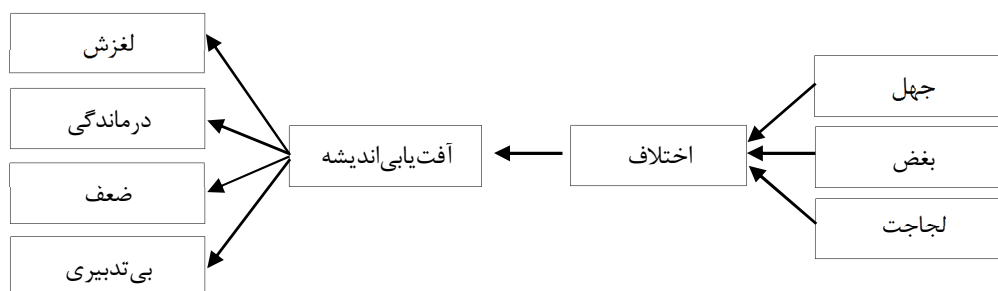 جهل
بغض
لجاجت
اختلاف
آفت‌یابی‌اندیشه
لغزش
درماندگی
ضعف
بی‌تدبیری